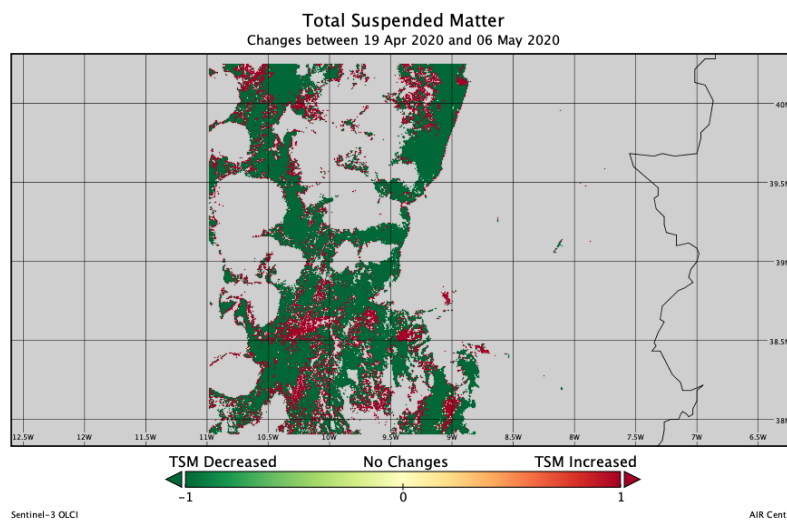 Total Suspended Matter
Changes between 19 Apr 2020 and 06 May 2020
40N
39.5N
39N
38.5N
38N
12.5W 12W 11.5W 11W 10.5W 10W 9.5W 9W 8.5W 8W 7.5W 7W 6.5W
TSM Decreased No Changes TSM Increased
-1 0 1
Sentinel-3 OLCI AIR Cent